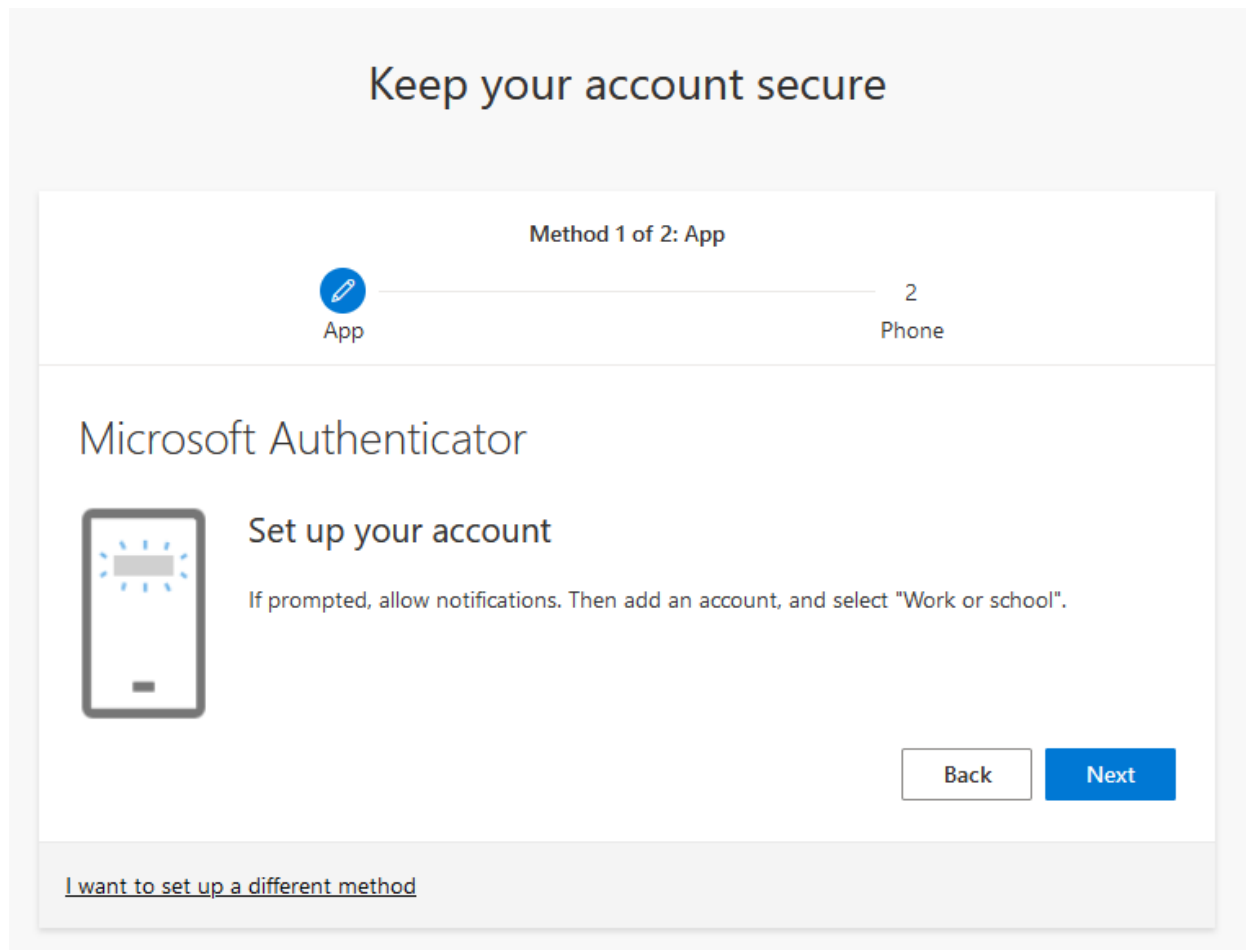 Keep your account secure
Method 1 of 2: App
2
App
Phone
Microsoft Authenticator
Set up your account
If prompted, allow notifications. Then add an account, and select "Work or school".
Back
Next
I want to set up a different method